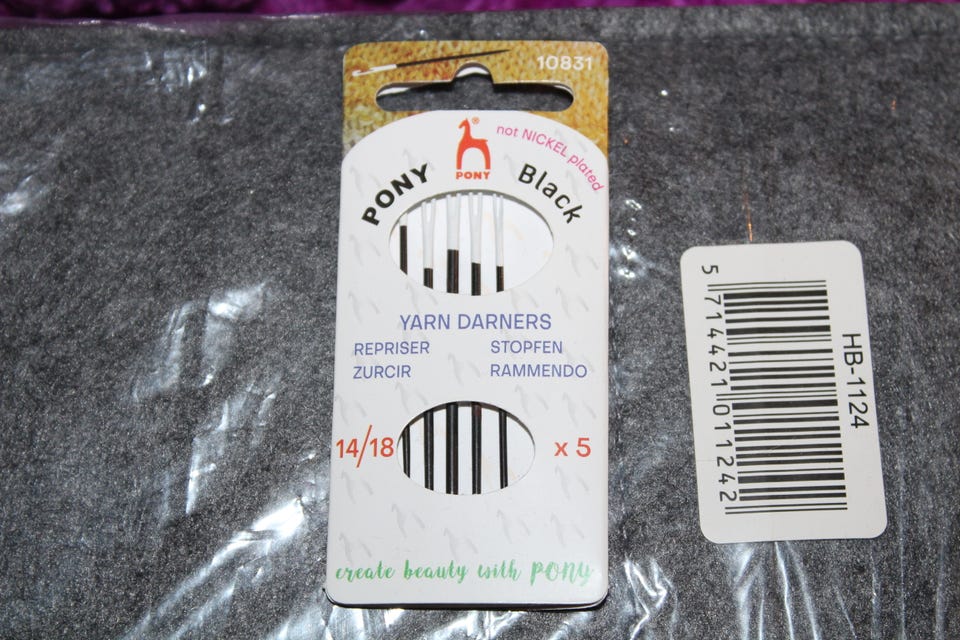 10831
not NICKEL plated
PONY
PONY Black
YARN DARNERS
REPRISER STOPFEN
ZURCIR RAMMENDO
14/18 x 5
create beauty with PONY
HB-1124
5 714421 011242